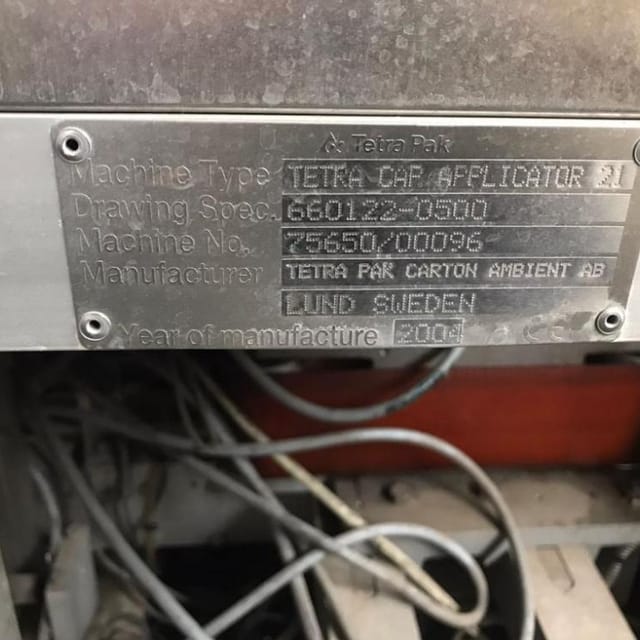 Tetra Pak
Machine Type TETRA CAP APPLICATOR 21
Drawing Spec. 660122-0500
Machine No. 75650/00096
Manufacturer TETRA PAK CARTON AMBIENT AB
LUND SWEDEN
Year of manufacture 2004 CE